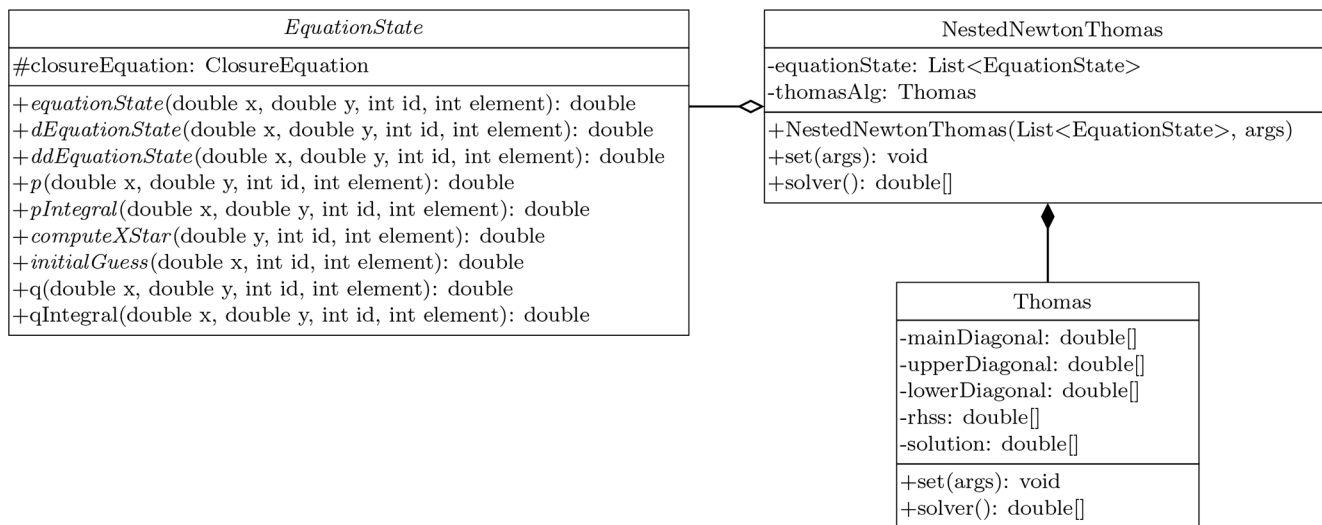 EquationState
#closureEquation: ClosureEquation
+equationState(double x, double y, int id, int element): double
+dEquationState(double x, double y, int id, int element): double
+ddEquationState(double x, double y, int id, int element): double
+p(double x, double y, int id, int element): double
+pIntegral(double x, double y, int id, int element): double
+computeXStar(double y, int id, int element): double
+initialGuess(double x, int id, int element): double
+q(double x, double y, int id, int element): double
+qIntegral(double x, double y, int id, int element): double
NestedNewtonThomas
-equationState: List<EquationState>
-thomasAlg: Thomas
+NestedNewtonThomas(List<EquationState>, args)
+set(args): void
+solver(): double[]
Thomas
-mainDiagonal: double[]
-upperDiagonal: double[]
-lowerDiagonal: double[]
-rhss: double[]
-solution: double[]
+set(args): void
+solver(): double[]